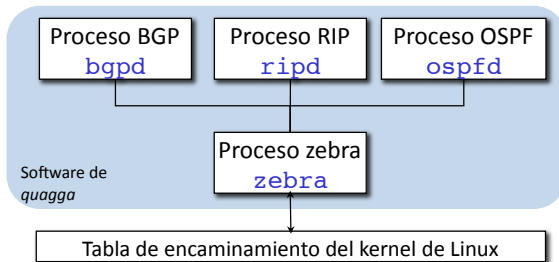 Proceso BGP
bgpd
Proceso RIP
ripd
Proceso OSPF
ospfd
Proceso zebra
zebra
Software de
quagga
Tabla de encaminamiento del kernel de Linux